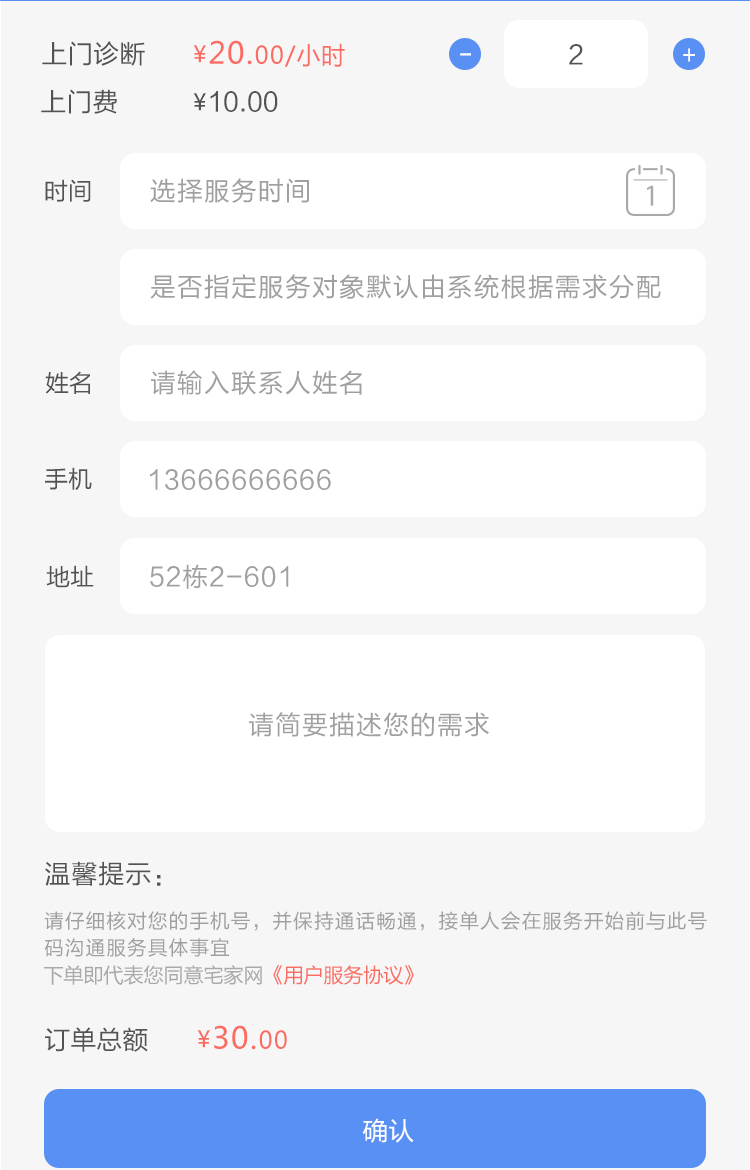 上门诊断 ¥20.00/小时 − 2 +
上门费 ¥10.00
时间 选择服务时间 1
是否指定服务对象默认由系统根据需求分配
姓名 请输入联系人姓名
手机 13666666666
地址 52栋2-601
请简要描述您的需求
温馨提示：
请仔细核对您的手机号，并保持通话畅通，接单人会在服务开始前与此号
码沟通服务具体事宜
下单即代表您同意宅家网《用户服务协议》
订单总额 ¥30.00
确认